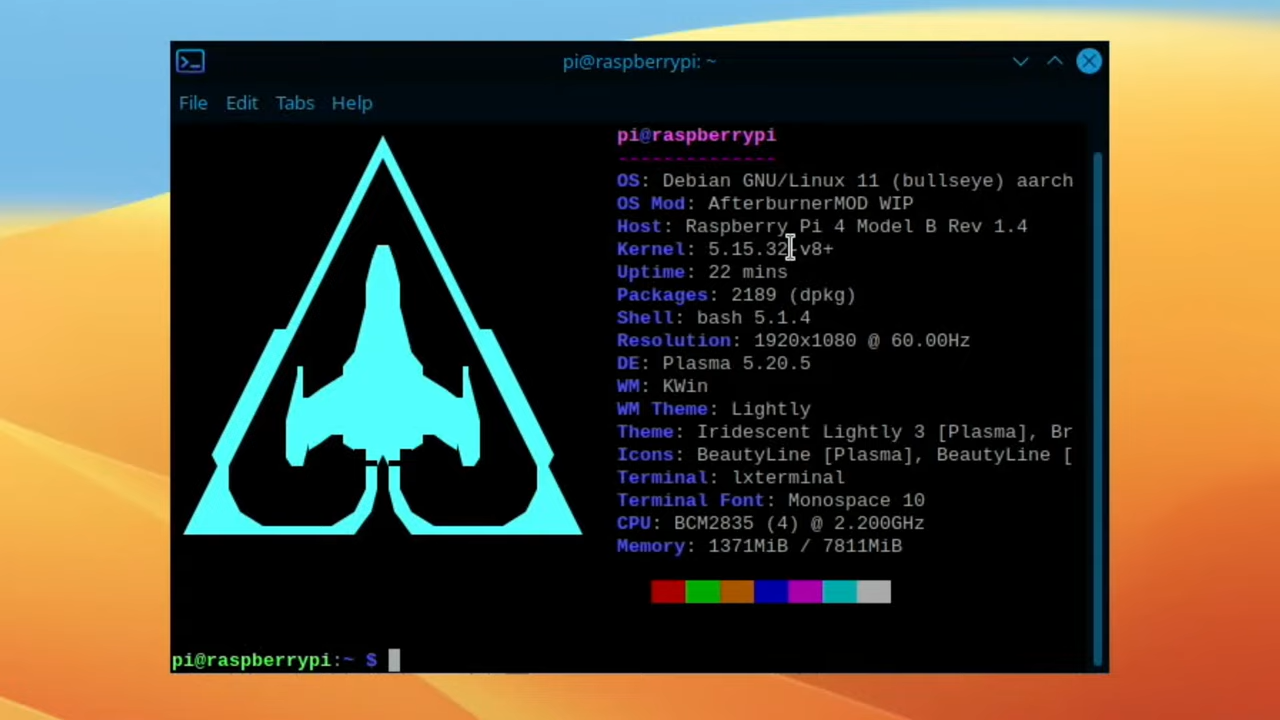 pi@raspberrypi: ~
File Edit Tabs Help
pi@raspberrypi
--------------
OS: Debian GNU/Linux 11 (bullseye) aarch
OS Mod: AfterburnerMOD WIP
Host: Raspberry Pi 4 Model B Rev 1.4
Kernel: 5.15.32-v8+
Uptime: 22 mins
Packages: 2189 (dpkg)
Shell: bash 5.1.4
Resolution: 1920x1080 @ 60.00Hz
DE: Plasma 5.20.5
WM: KWin
WM Theme: Lightly
Theme: Iridescent Lightly 3 [Plasma], Br
Icons: BeautyLine [Plasma], BeautyLine [
Terminal: lxterminal
Terminal Font: Monospace 10
CPU: BCM2835 (4) @ 2.200GHz
Memory: 1371MiB / 7811MiB
pi@raspberrypi:~ $